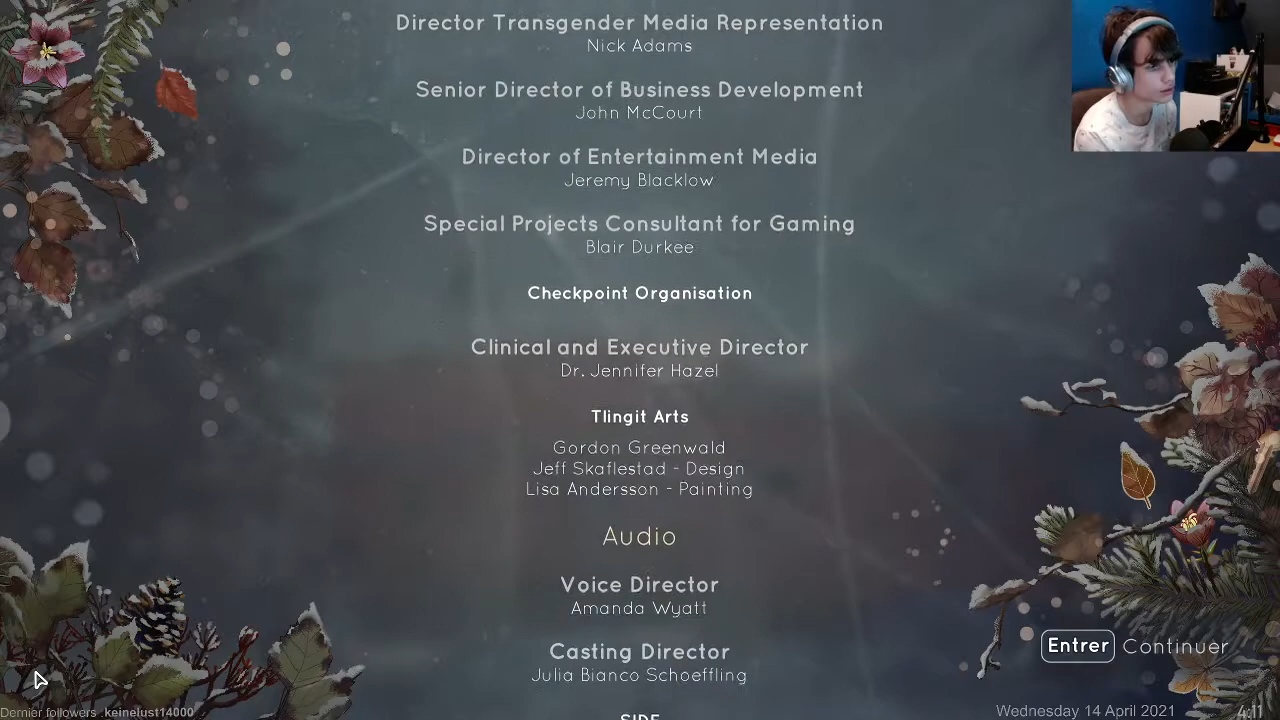 Director Transgender Media Representation
Nick Adams
Senior Director of Business Development
John McCourt
Director of Entertainment Media
Jeremy Blacklow
Special Projects Consultant for Gaming
Blair Durkee
Checkpoint Organisation
Clinical and Executive Director
Dr. Jennifer Hazel
Tlingit Arts
Gordon Greenwald
Jeff Skaflestad - Design
Lisa Andersson - Painting
Audio
Voice Director
Amanda Wyatt
Casting Director
Julia Bianco Schoeffling
Entrer Continuer
SIDE
Dernier followers :keinelust14000
Wednesday 14 April 2021 4:11